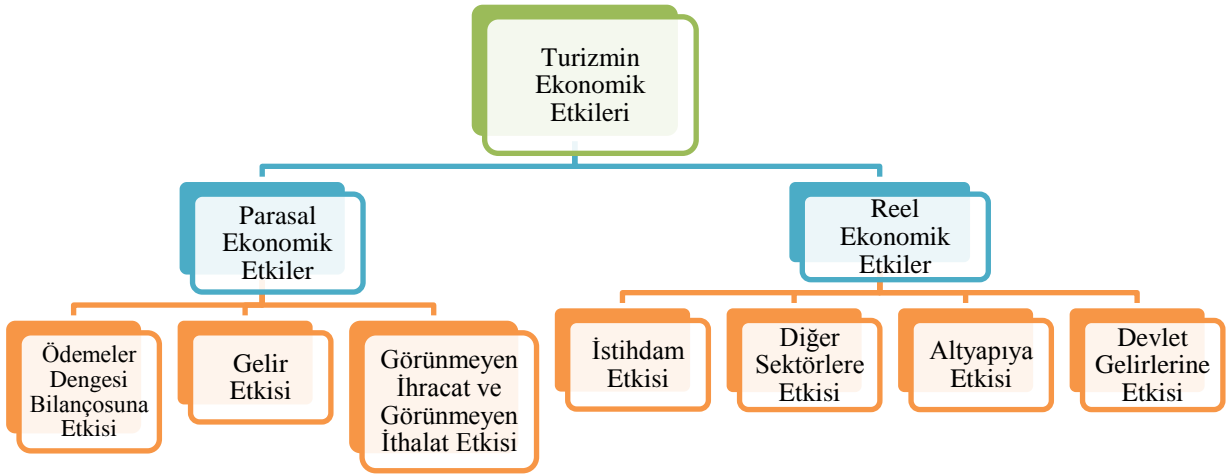 Turizmin
Ekonomik
Etkileri
Parasal
Ekonomik
Etkiler
Reel
Ekonomik
Etkiler
Ödemeler
Dengesi
Bilançosuna
Etkisi
Gelir
Etkisi
Görünmeyen
İhracat ve
Görünmeyen
İthalat Etkisi
İstihdam
Etkisi
Diğer
Sektörlere
Etkisi
Altyapıya
Etkisi
Devlet
Gelirlerine
Etkisi